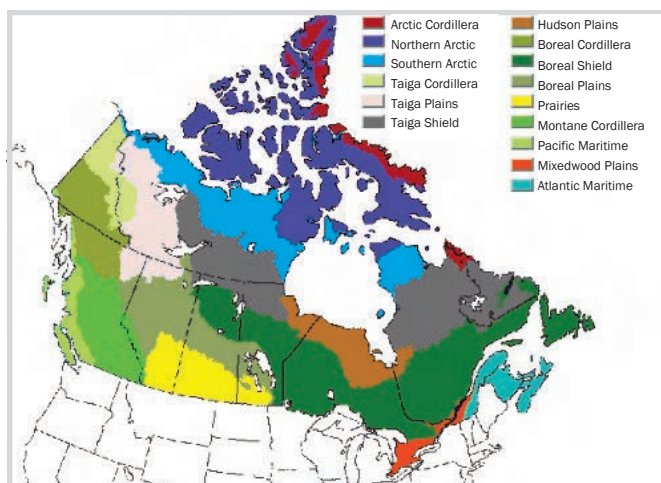 Arctic Cordillera
Northern Arctic
Southern Arctic
Taiga Cordillera
Taiga Plains
Taiga Shield
Hudson Plains
Boreal Cordillera
Boreal Shield
Boreal Plains
Prairies
Montane Cordillera
Pacific Maritime
Mixedwood Plains
Atlantic Maritime